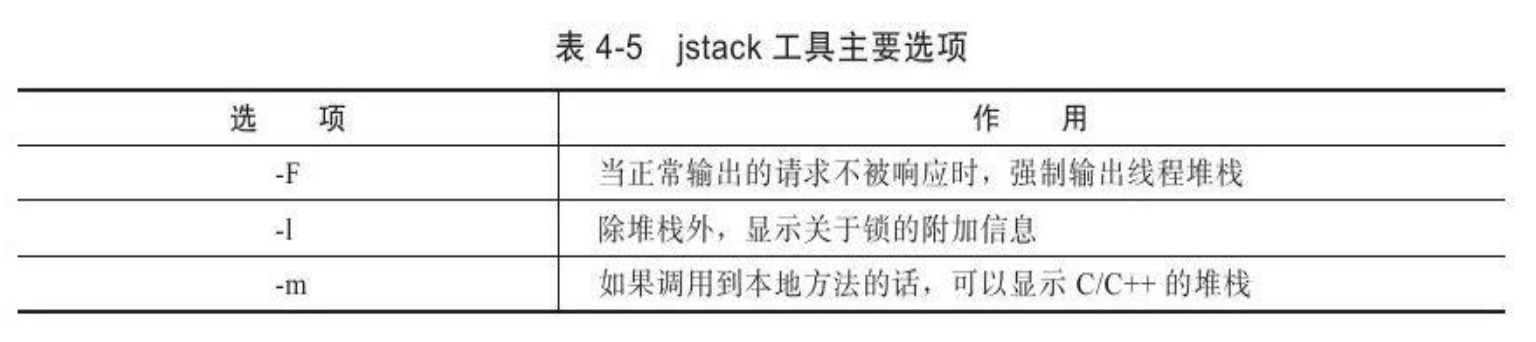 表 4-5 jstack 工具主要选项
选 项 作 用
-F 当正常输出的请求不被响应时，强制输出线程堆栈
-l 除堆栈外，显示关于锁的附加信息
-m 如果调用到本地方法的话，可以显示 C/C++ 的堆栈